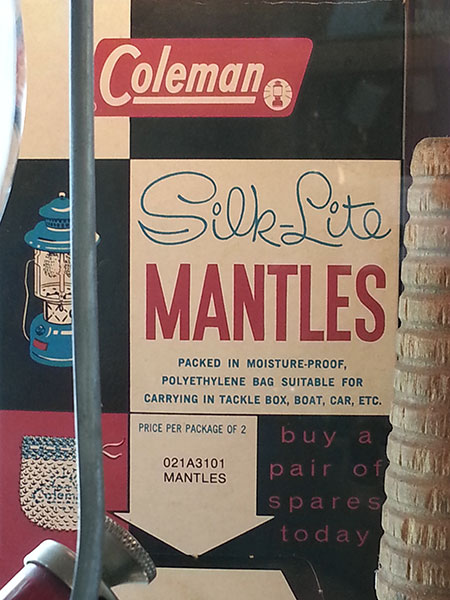 Coleman
Silk-Lite
MANTLES
PACKED IN MOISTURE-PROOF,
POLYETHYLENE BAG SUITABLE FOR
CARRYING IN TACKLE BOX, BOAT, CAR, ETC.
PRICE PER PACKAGE OF 2
021A3101
MANTLES
buy a
pair of
spares
today